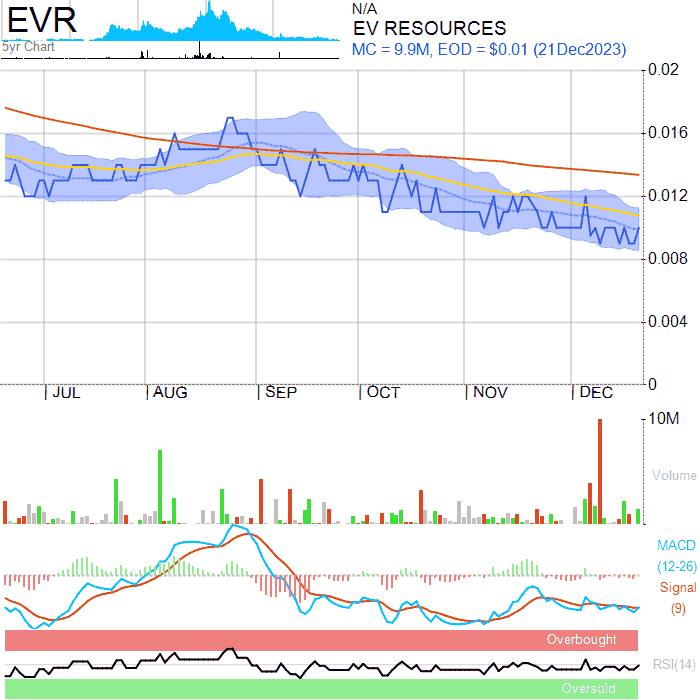 EVR
5yr Chart
N/A
EV RESOURCES
MC = 9.9M, EOD = $0.01 (21Dec2023)
0.02
0.016
0.012
0.008
0.004
0
JUL AUG SEP OCT NOV DEC
10M
Volume
MACD
(12-26)
Signal
(9)
Overbought
RSI(14)
Oversold